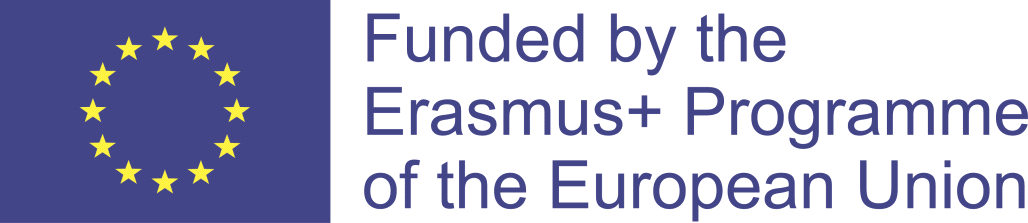 Funded by the
Erasmus+ Programme
of the European Union